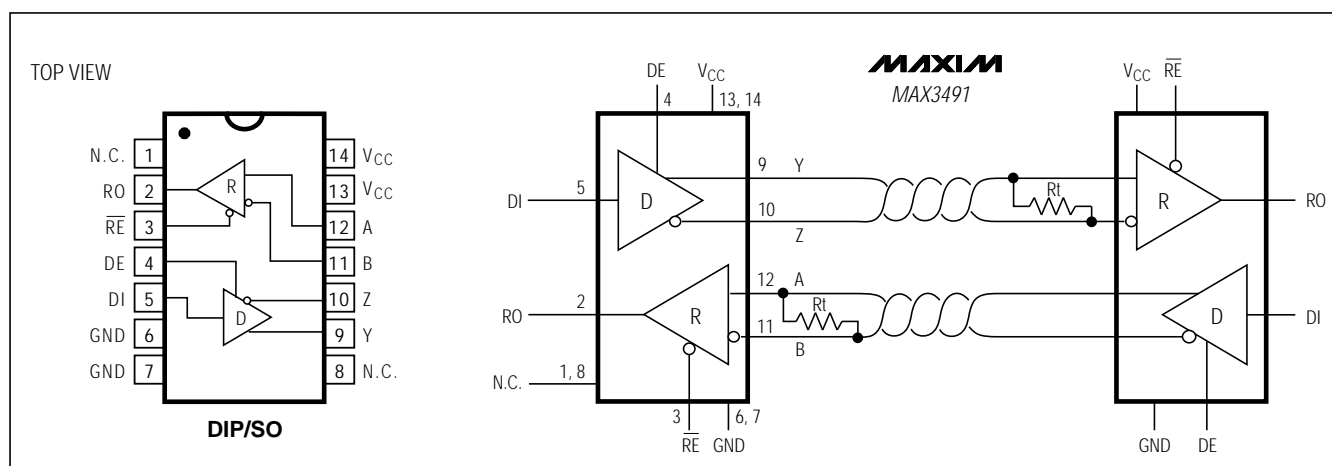 TOP VIEW
N.C. 1
RO 2
RE 3
DE 4
DI 5
GND 6
GND 7
14 VCC
13 VCC
12 A
11 B
10 Z
9 Y
8 N.C.
R
D
DIP/SO
MAXIM
MAX3491
DE
4
VCC
13, 14
DI
5
D
9 Y
10
Z
Rt
RO
2
R
12 A
Rt
11
B
N.C.
1, 8
3
RE
6, 7
GND
VCC
RE
R
RO
D
DI
GND
DE